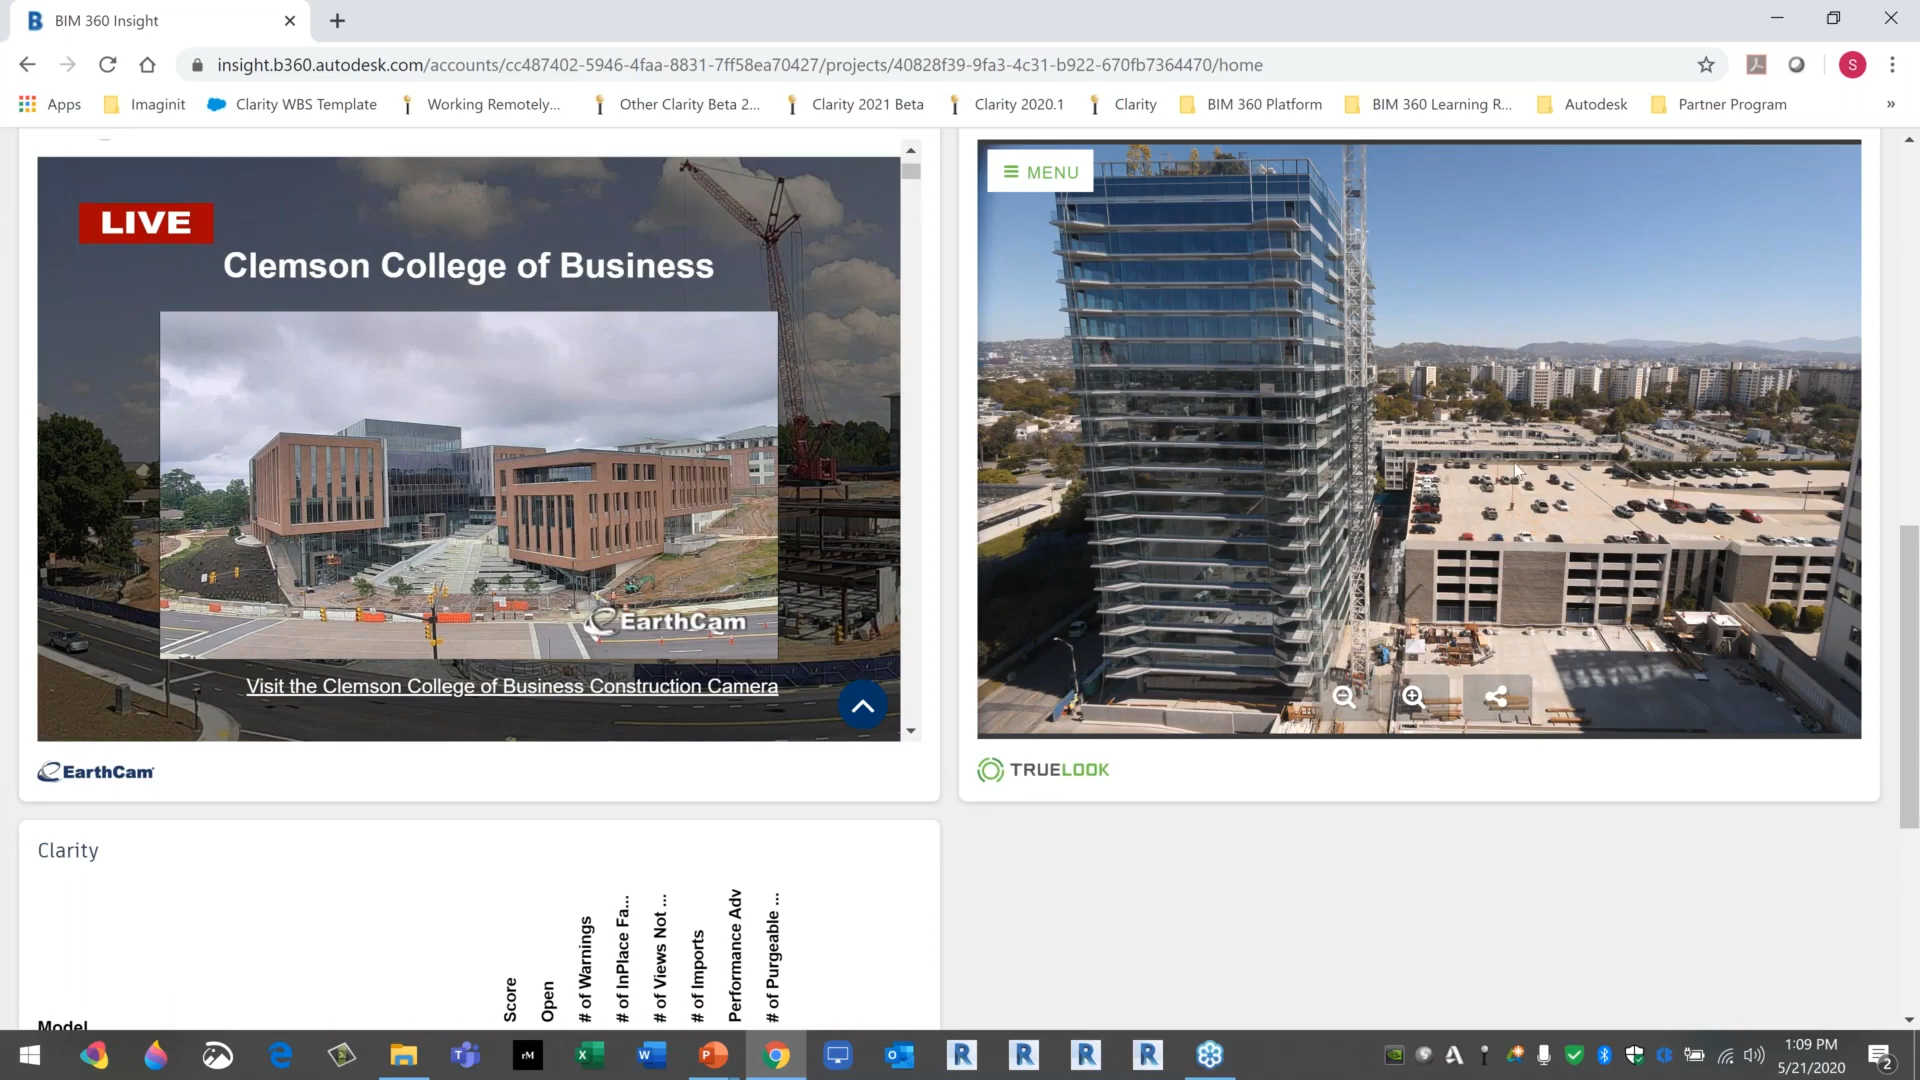 BIM 360 Insight
insight.b360.autodesk.com/accounts/cc487402-5946-4faa-8831-7ff58ea70427/projects/40828f39-9fa3-4c31-b922-670fb7364470/home
S
Apps
Imaginit
Clarity WBS Template
Working Remotely...
Other Clarity Beta 2...
Clarity 2021 Beta
Clarity 2020.1
Clarity
BIM 360 Platform
BIM 360 Learning R...
Autodesk
Partner Program
LIVE
Clemson College of Business
EarthCam
Visit the Clemson College of Business Construction Camera
EarthCam
MENU
TRUELOOK
Clarity
Model
Score
Open
# of Warnings
# of InPlace Fa...
# of Views Not ...
# of Imports
Performance Adv
# of Purgeable ...
rM
1:09 PM
5/21/2020
2